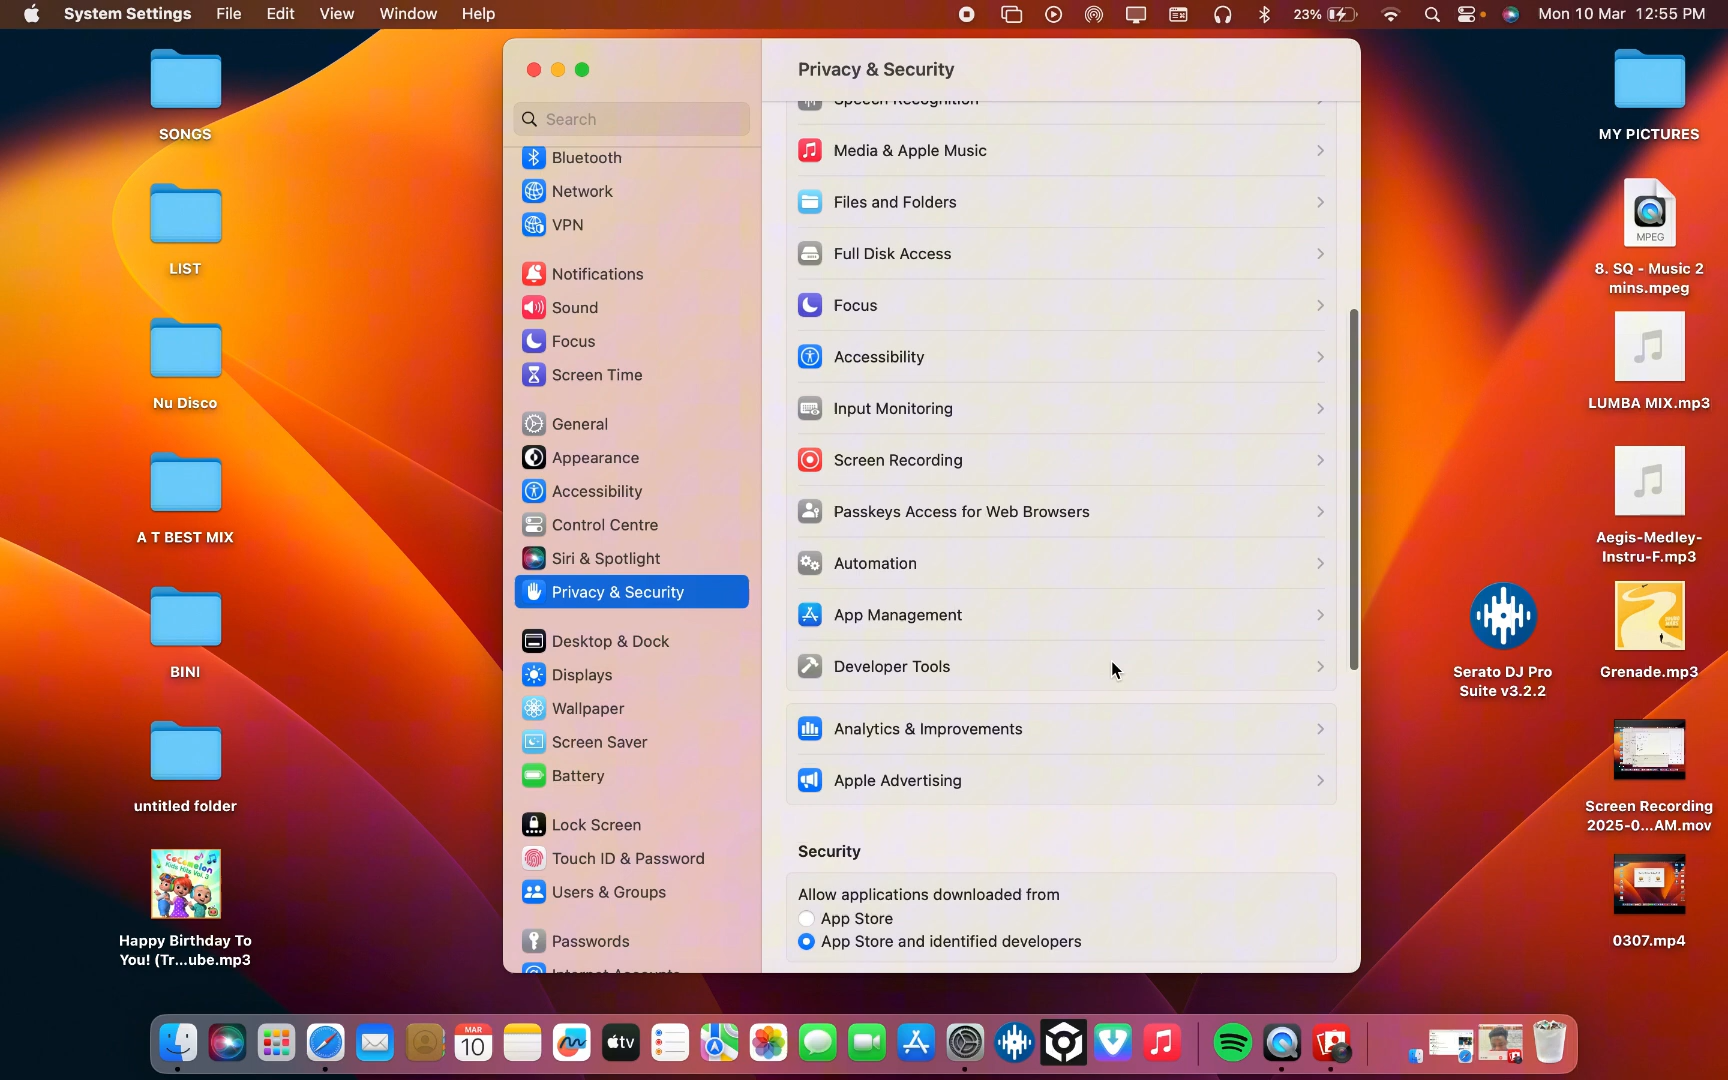 System Settings File Edit View Window Help 23% Mon 10 Mar 12:55 PM
SONGS
LIST
Nu Disco
A T BEST MIX
BINI
untitled folder
Happy Birthday To
You! (Tr...ube.mp3
Search
Bluetooth
Network
VPN
Notifications
Sound
Focus
Screen Time
General
Appearance
Accessibility
Control Centre
Siri & Spotlight
Privacy & Security
Desktop & Dock
Displays
Wallpaper
Screen Saver
Battery
Lock Screen
Touch ID & Password
Users & Groups
Passwords
Internet Accounts
Privacy & Security
Speech Recognition
Media & Apple Music
Files and Folders
Full Disk Access
Focus
Accessibility
Input Monitoring
Screen Recording
Passkeys Access for Web Browsers
Automation
App Management
Developer Tools
Analytics & Improvements
Apple Advertising
Security
Allow applications downloaded from
App Store
App Store and identified developers
Serato DJ Pro
Suite v3.2.2
MY PICTURES
MPEG
8. SQ - Music 2
mins.mpeg
LUMBA MIX.mp3
Aegis-Medley-
Instru-F.mp3
Grenade.mp3
Screen Recording
2025-0...AM.mov
0307.mp4
MAR
10
tv